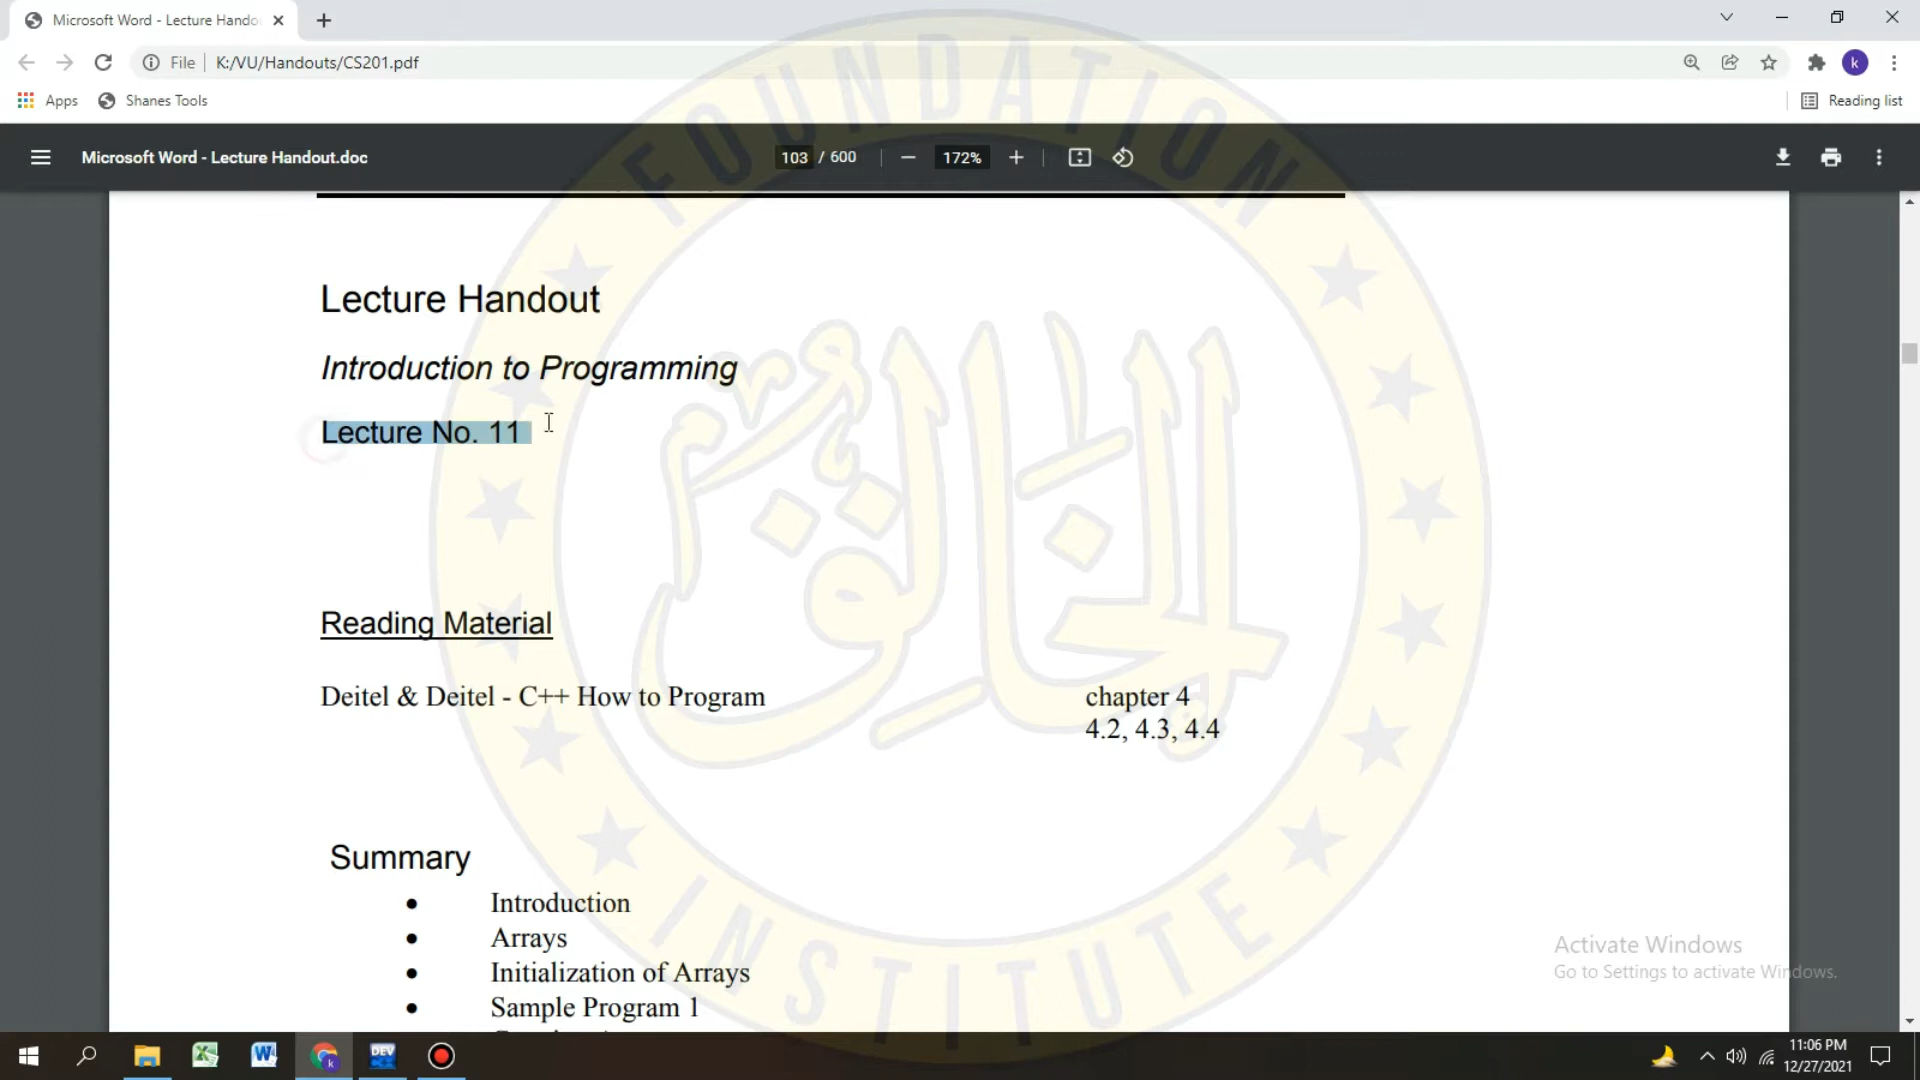 Microsoft Word - Lecture Hando
File K:/VU/Handouts/CS201.pdf
k
Apps Shanes Tools Reading list
Microsoft Word - Lecture Handout.doc 103 / 600 172%
FOUNDATION
Lecture Handout
Introduction to Programming
Lecture No. 11
Reading Material
Deitel & Deitel - C++ How to Program chapter 4
4.2, 4.3, 4.4
Summary
• Introduction
• Arrays
• Initialization of Arrays
• Sample Program 1
INSTITUTE
Activate Windows
Go to Settings to activate Windows.
DEV
11:06 PM
12/27/2021